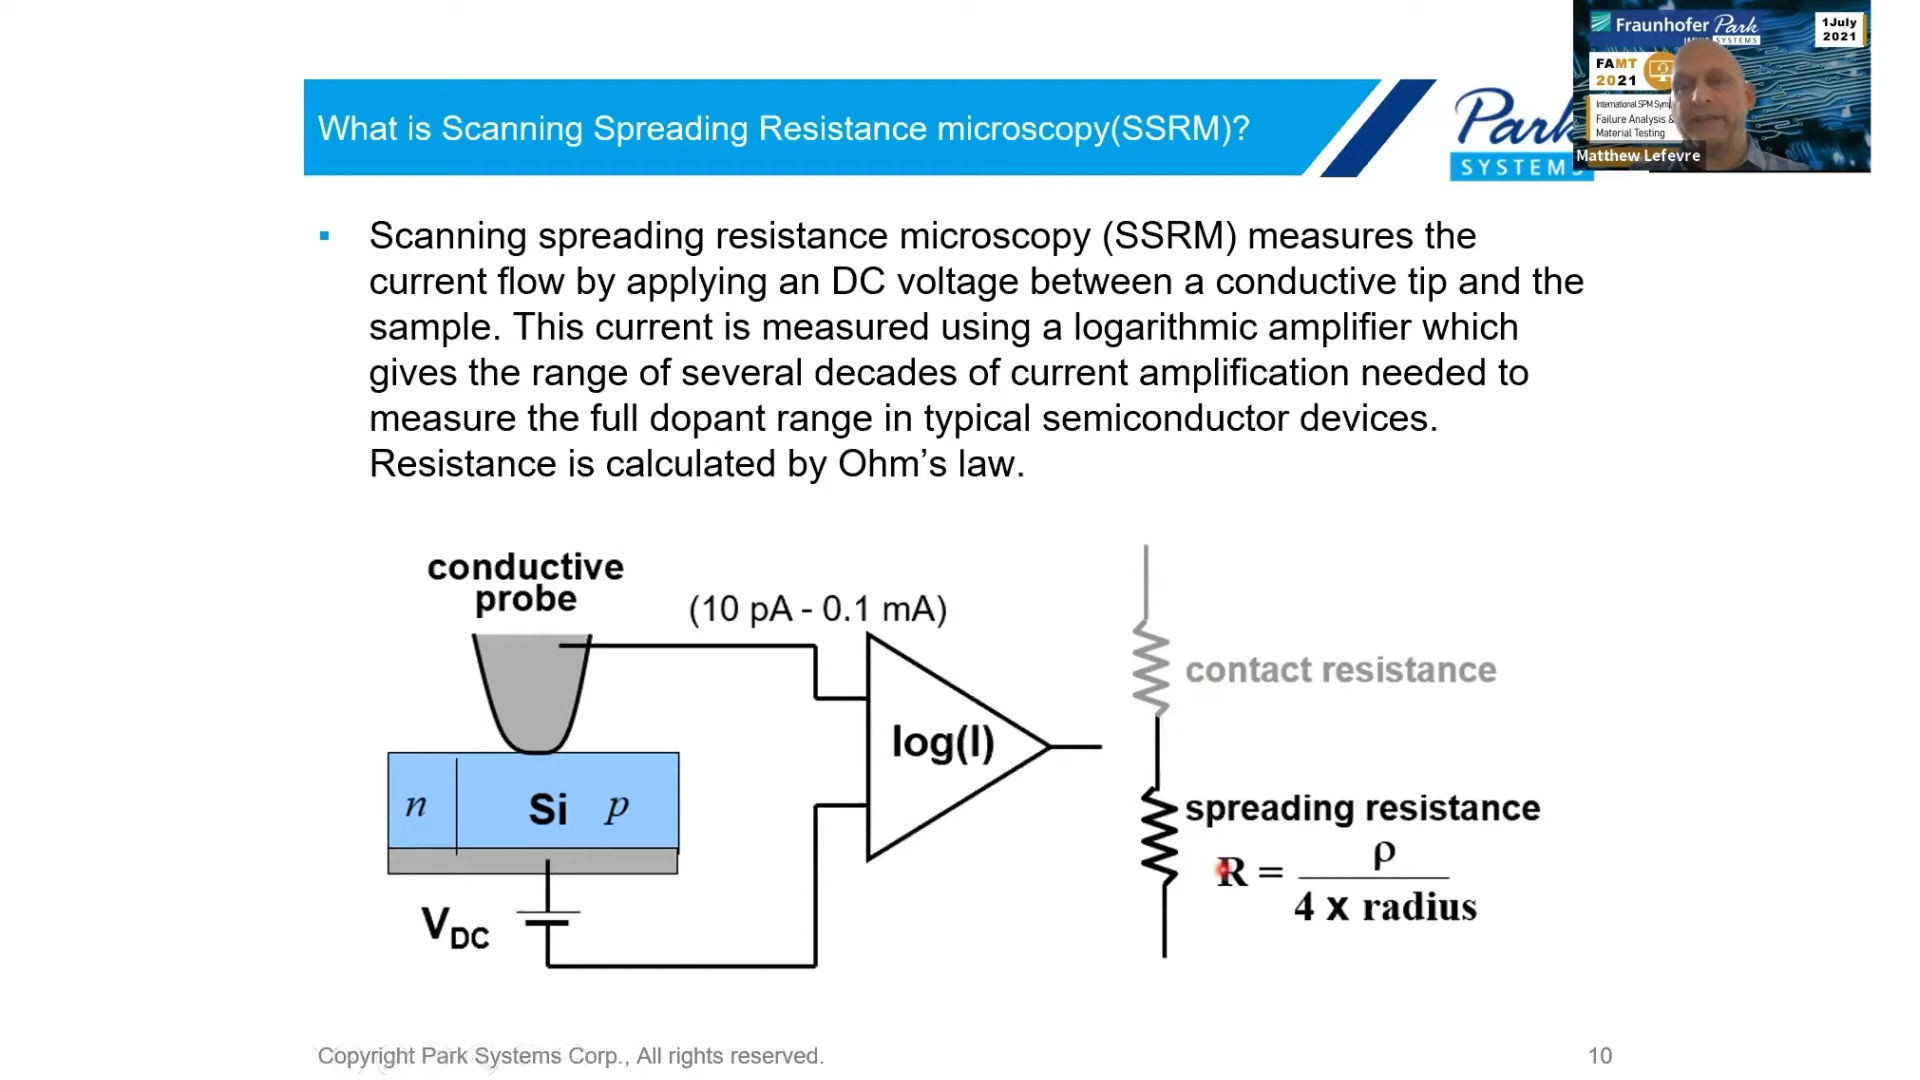 Fraunhofer Park
SYSTEMS
1July
2021
FAMT
2021
International SPM
Failure Analysis &
Material Testing
Matthew Lefevre
What is Scanning Spreading Resistance microscopy(SSRM)?
Park
SYSTEMS
▪ Scanning spreading resistance microscopy (SSRM) measures the
current flow by applying an DC voltage between a conductive tip and the
sample. This current is measured using a logarithmic amplifier which
gives the range of several decades of current amplification needed to
measure the full dopant range in typical semiconductor devices.
Resistance is calculated by Ohm’s law.
conductive
probe
(10 pA - 0.1 mA)
log(I)
n Si p
VDC
contact resistance
spreading resistance
R = ρ
4 x radius
Copyright Park Systems Corp., All rights reserved.
10